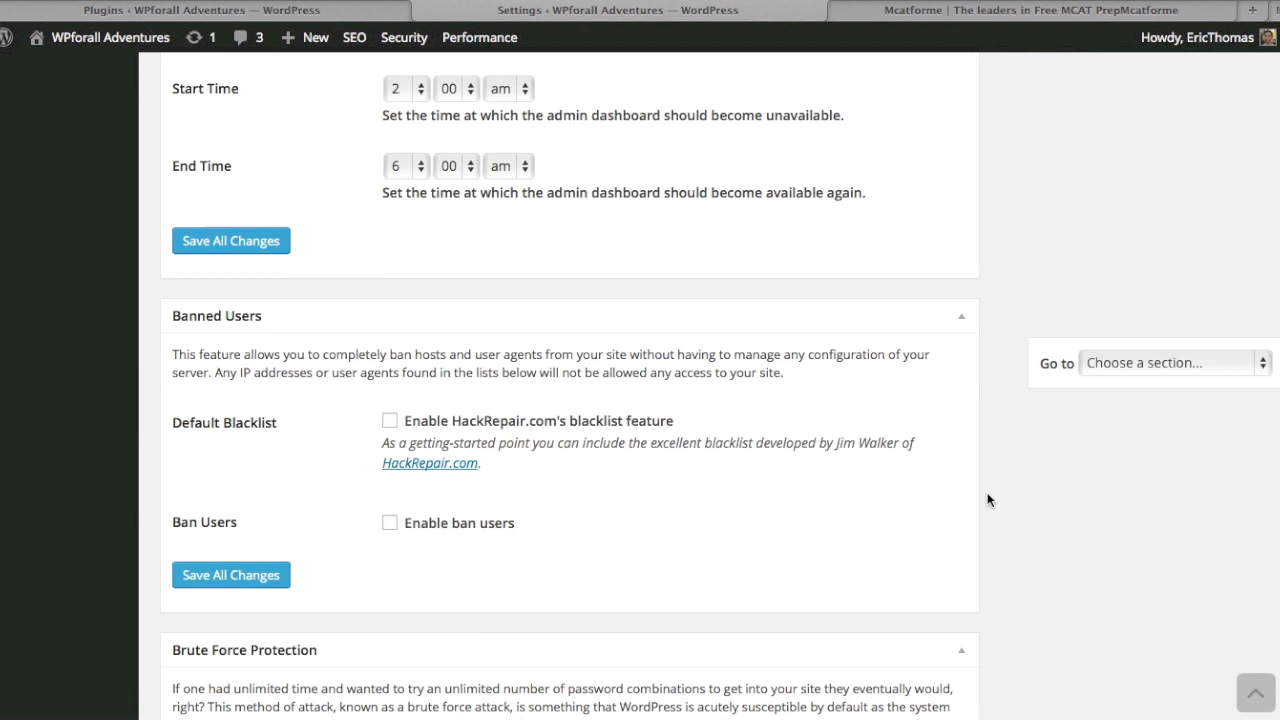 Plugins ‹ WPforall Adventures — WordPress
Settings ‹ WPforall Adventures — WordPress
Mcatforme | The leaders in Free MCAT PrepMcatforme
WPforall Adventures
1
3
New
SEO
Security
Performance
Howdy, EricThomas
Start Time
2
00
am
Set the time at which the admin dashboard should become unavailable.
End Time
6
00
am
Set the time at which the admin dashboard should become available again.
Save All Changes
Banned Users
This feature allows you to completely ban hosts and user agents from your site without having to manage any configuration of your
server. Any IP addresses or user agents found in the lists below will not be allowed any access to your site.
Go to
Choose a section...
Default Blacklist
Enable HackRepair.com's blacklist feature
As a getting-started point you can include the excellent blacklist developed by Jim Walker of
HackRepair.com.
Ban Users
Enable ban users
Save All Changes
Brute Force Protection
If one had unlimited time and wanted to try an unlimited number of password combinations to get into your site they eventually would,
right? This method of attack, known as a brute force attack, is something that WordPress is acutely susceptible by default as the system